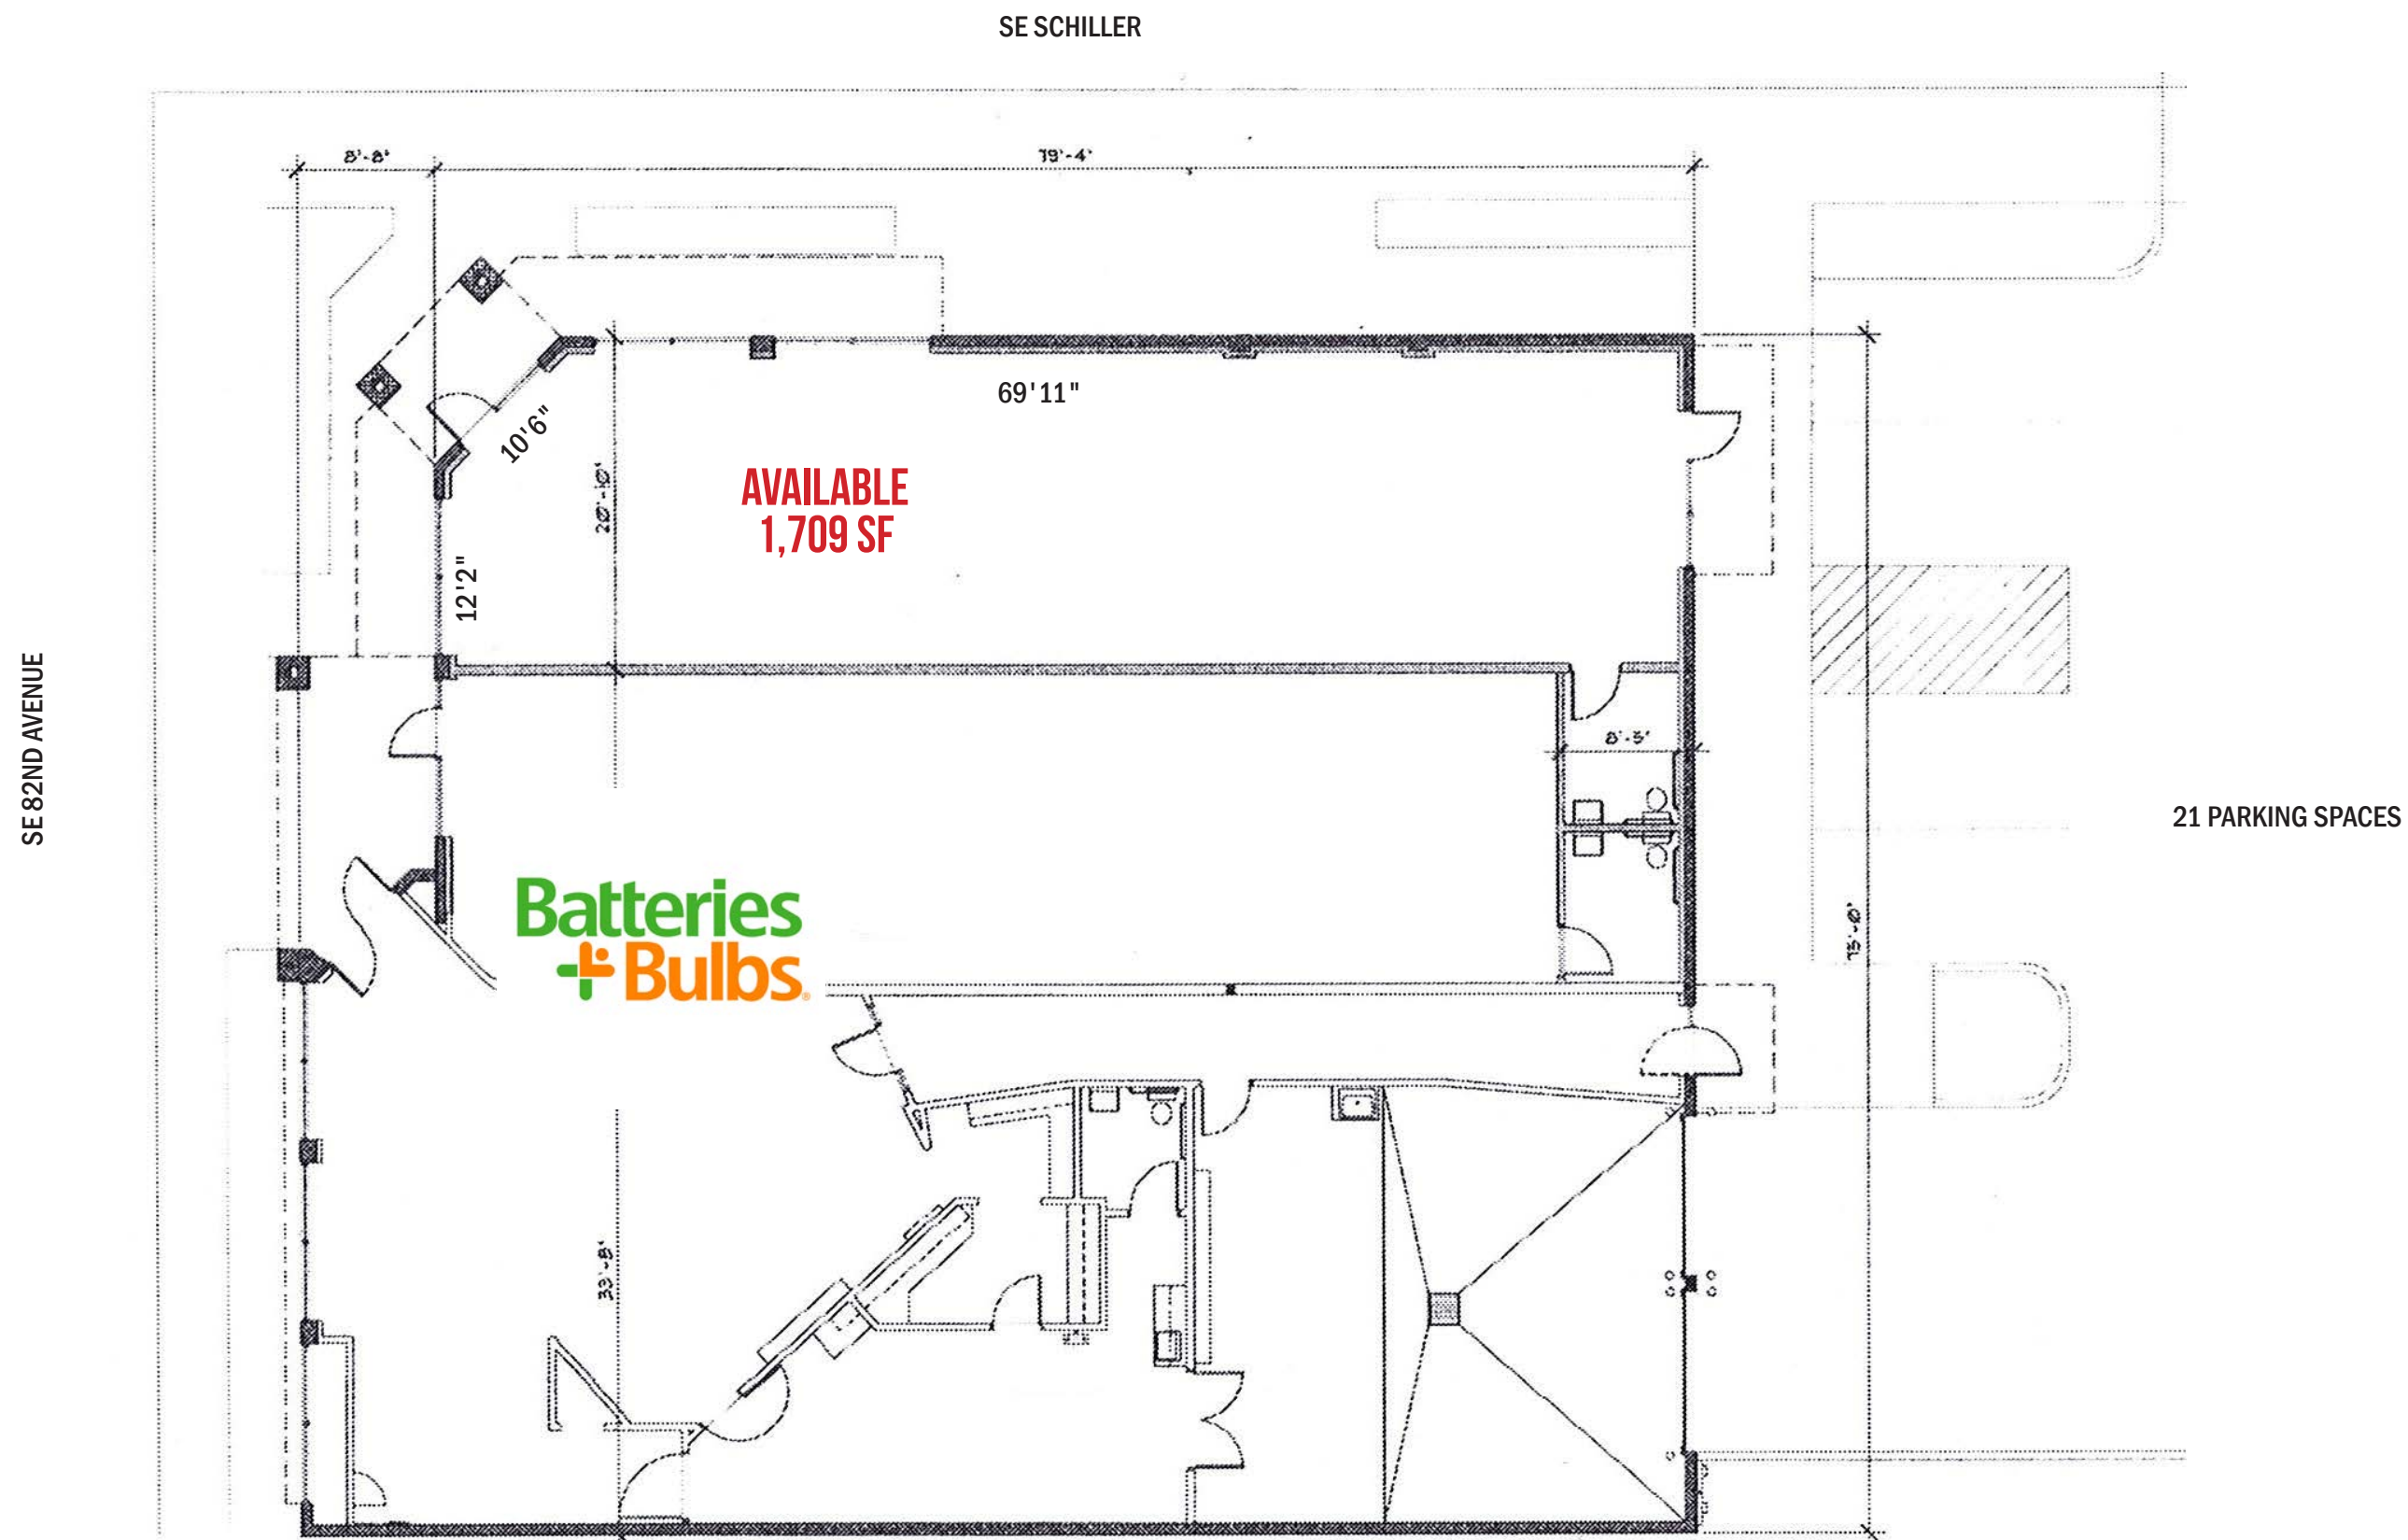 SE SCHILLER
8'-8"
79'-4"
69'11"
10'6"
20'-10"
AVAILABLE
1,709 SF
12'2"
SE 82ND AVENUE
8'-5"
21 PARKING SPACES
Batteries
+ Bulbs
75'-0"
33'-8"